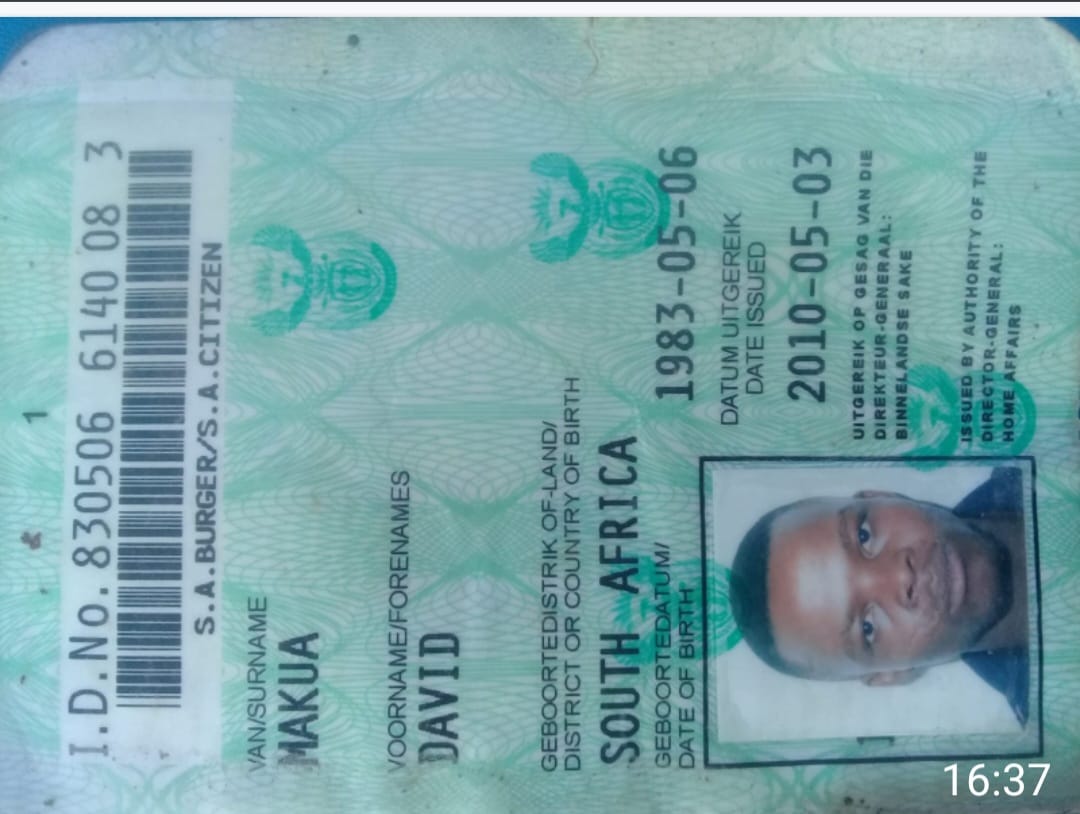 1
I.D.No. 830506 6140 08 3
S.A.BURGER/S.A.CITIZEN
VAN/SURNAME
MAKUA
VOORNAME/FORENAMES
DAVID
GEBOORTEDISTRIK OF-LAND/
DISTRICT OR COUNTRY OF BIRTH
SOUTH AFRICA
GEBOORTEDATUM/
DATE OF BIRTH
1983-05-06
DATUM UITGEREIK
DATE ISSUED
2010-05-03
UITGEREIK OP GESAG VAN DIE
DIREKTEUR-GENERAAL:
BINNELANDSE SAKE
ISSUED BY AUTHORITY OF THE
DIRECTOR-GENERAL:
HOME AFFAIRS
16:37